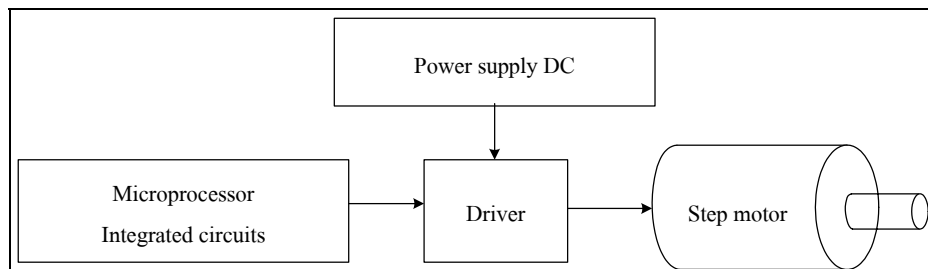 Power supply DC
Microprocessor
Integrated circuits
Driver
Step motor